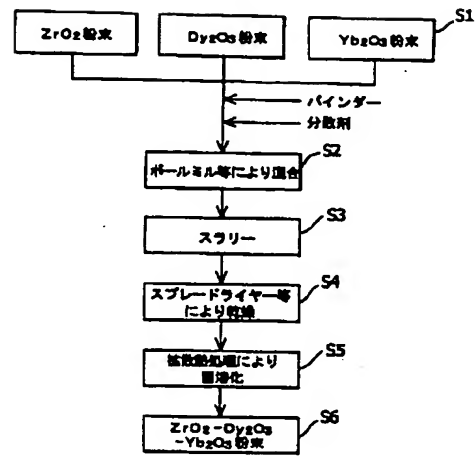 ZrO₂粉末
Dy₂O₃粉末
Yb₂O₃粉末
S1
バインダー
分散剤
S2
ボールミル等により混合
S3
スラリー
S4
スプレードライヤー等
により乾燥
S5
拡散熱処理により
固溶化
S6
ZrO₂-Dy₂O₃
-Yb₂O₃粉末